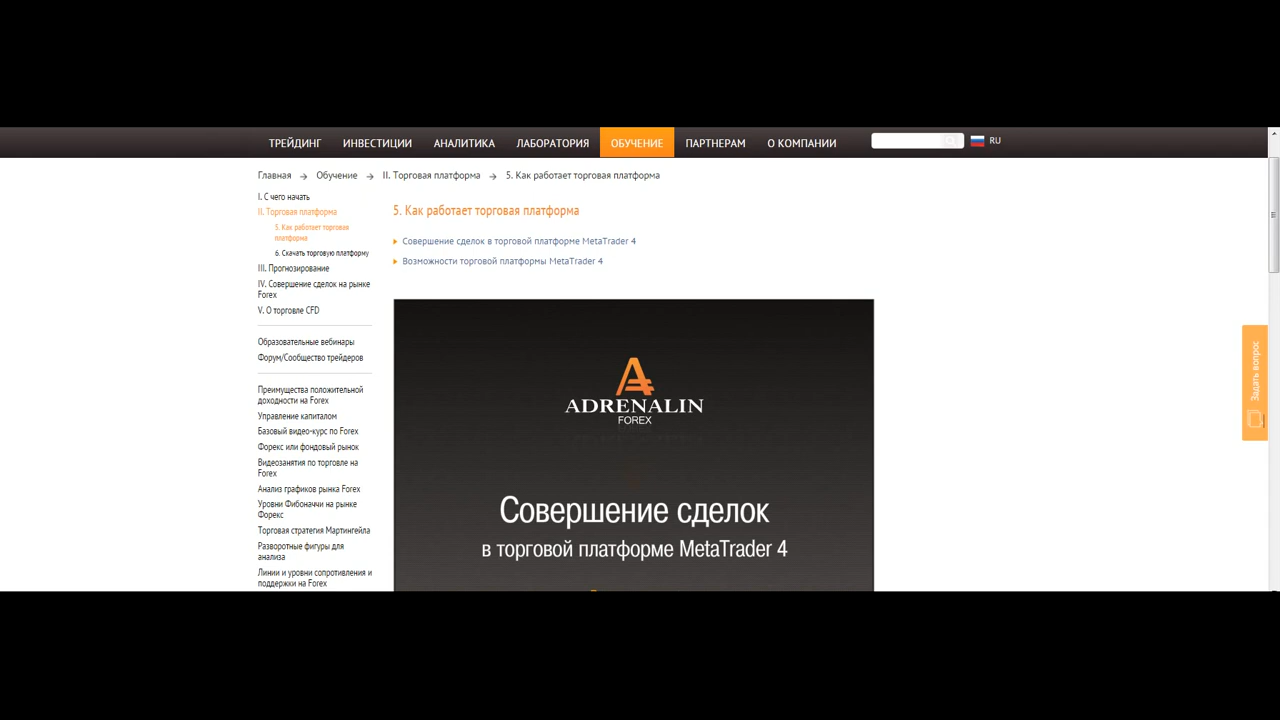 ТРЕЙДИНГ ИНВЕСТИЦИИ АНАЛИТИКА ЛАБОРАТОРИЯ ОБУЧЕНИЕ ПАРТНЕРАМ О КОМПАНИИ RU
Главная → Обучение → II. Торговая платформа → 5. Как работает торговая платформа
I. С чего начать
II. Торговая платформа
5. Как работает торговая
платформа
6. Скачать торговую платформу
III. Прогнозирование
IV. Совершение сделок на рынке
Forex
V. О торговле CFD
Образовательные вебинары
Форум/Сообщество трейдеров
Преимущества положительной
доходности на Forex
Управление капиталом
Базовый видео-курс по Forex
Форекс или фондовый рынок
Видеозанятия по торговле на
Forex
Анализ графиков рынка Forex
Уровни Фибоначчи на рынке
Форекс
Торговая стратегия Мартингейла
Разворотные фигуры для
анализа
Линии и уровни сопротивления и
поддержки на Forex
5. Как работает торговая платформа
Совершение сделок в торговой платформе MetaTrader 4
Возможности торговой платформы MetaTrader 4
ADRENALIN
FOREX
Совершение сделок
в торговой платформе MetaTrader 4
Задать вопрос